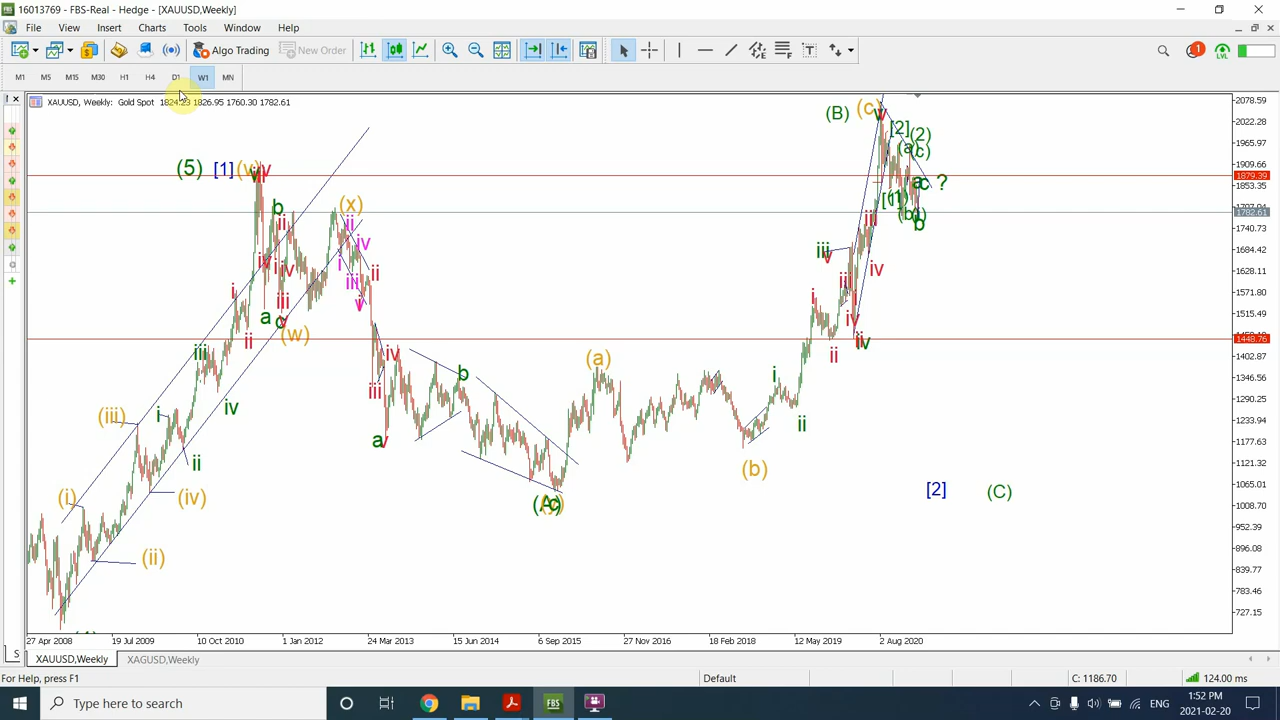 16013769 - FBS-Real - Hedge - [XAUUSD,Weekly]
File View Insert Charts Tools Window Help
Algo Trading New Order
1
LVL
M1 M5 M15 M30 H1 H4 D1 W1 MN
XAUUSD, Weekly: Gold Spot 1826.95 1760.30 1782.61
2078.59
2022.28
1965.97
1909.66
1879.39
1853.35
1782.61
1740.73
1684.42
1628.11
1571.80
1515.49
1448.76
1402.87
1346.56
1290.25
1233.94
1177.63
1121.32
1065.01
1008.70
952.39
896.08
839.77
783.46
727.15
(B) (c) v
[2] (2)
(c)
(5) [1] (v) v
c ?
b
b
ii
(x)
ii
iv
i
iii
v
iv
i iv
iii
a c
(w)
i
ii
iii
iv
i
ii
(iii)
(iv)
(i)
(ii)
ii
iv
iii
a v
b
(a)
(b)
i
ii
iii
v
i
iii
iv
ii
iii
iv
iv
[2] (C)
27 Apr 2008 19 Jul 2009 10 Oct 2010 1 Jan 2012 24 Mar 2013 15 Jun 2014 6 Sep 2015 27 Nov 2016 18 Feb 2018 12 May 2019 2 Aug 2020
S
XAUUSD,Weekly XAGUSD,Weekly
For Help, press F1 Default C: 1186.70 124.00 ms
Type here to search FBS ENG 1:52 PM
2021-02-20